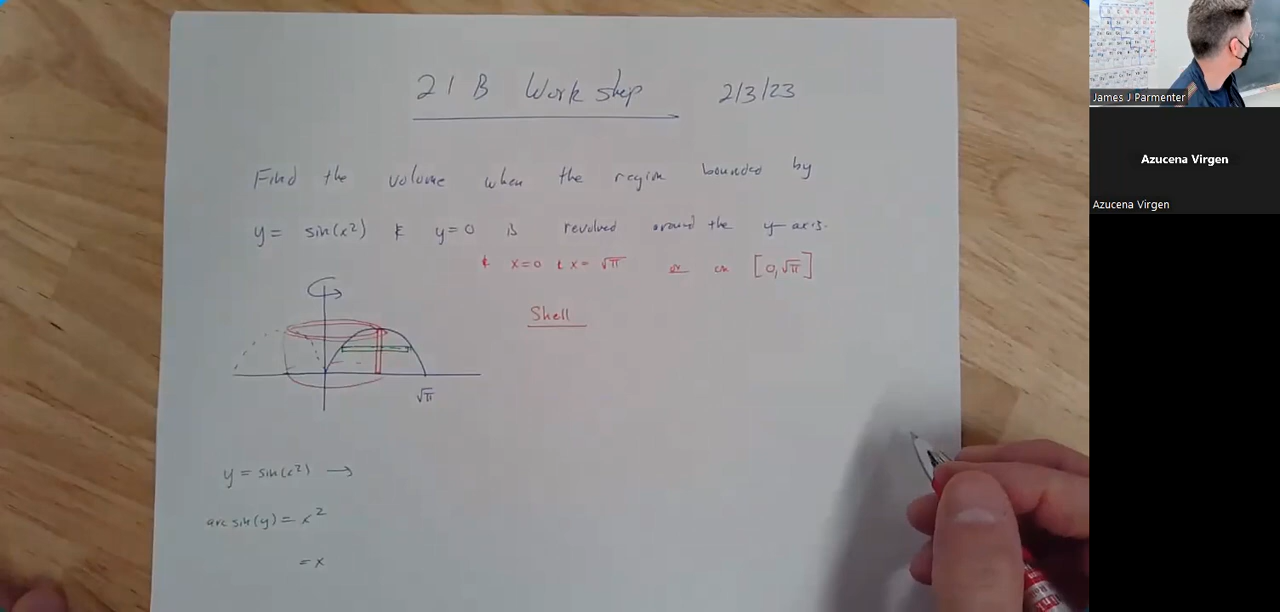 21B Workshop 2/3/23
Find the volume when the region bounded by
y = sin(x²) & y=0 is revolved around the y-axis.
& x=0 & x= √π or on [0,√π]
Shell
√π
y = sin(x²) →
arcsin(y) = x²
= x
James J Parmenter
Azucena Virgen
Azucena Virgen